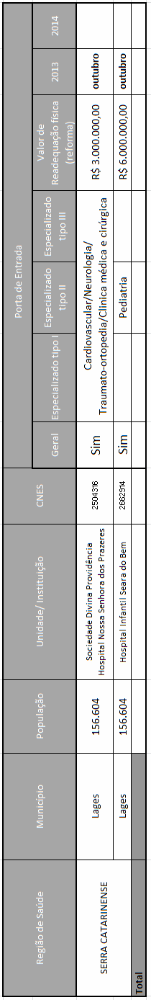 Região de Saúde
Município
População
Unidade/ Instituição
CNES
Porta de Entrada
Geral
Especializado tipo I
Especializado
tipo II
Especializado
tipo III
Valor de
Readequação física
(reforma)
2013
2014
SERRA CATARINENSE
Lages
156.604
Sociedade Divina Providência
Hospital Nossa Senhora dos Prazeres
2504316
Sim
Cardiovascular/Neurologia/
Traumato-ortopedia/Clínica médica e cirúrgica
R$ 3.000.000,00
outubro
Lages
156.604
Hospital Infantil Seara do Bem
2662914
Sim
Pediatria
R$ 6.000.000,00
outubro
Total